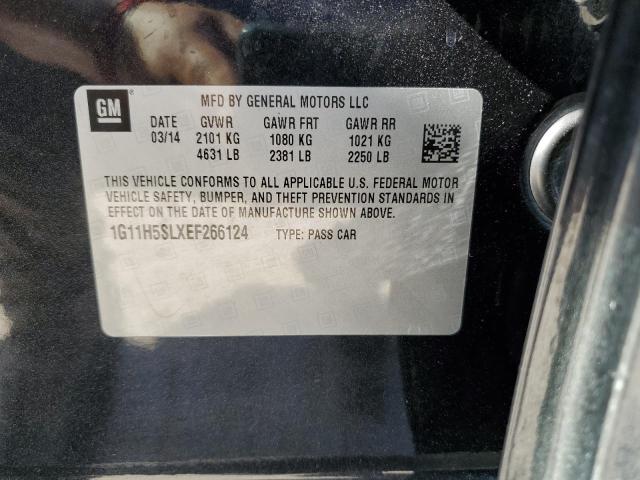 GM
MFD BY GENERAL MOTORS LLC
DATE GVWR GAWR FRT GAWR RR
03/14 2101 KG 1080 KG 1021 KG
4631 LB 2381 LB 2250 LB
THIS VEHICLE CONFORMS TO ALL APPLICABLE U.S. FEDERAL MOTOR
VEHICLE SAFETY, BUMPER, AND THEFT PREVENTION STANDARDS IN
EFFECT ON THE DATE OF MANUFACTURE SHOWN ABOVE.
1G11H5SLXEF266124 TYPE: PASS CAR